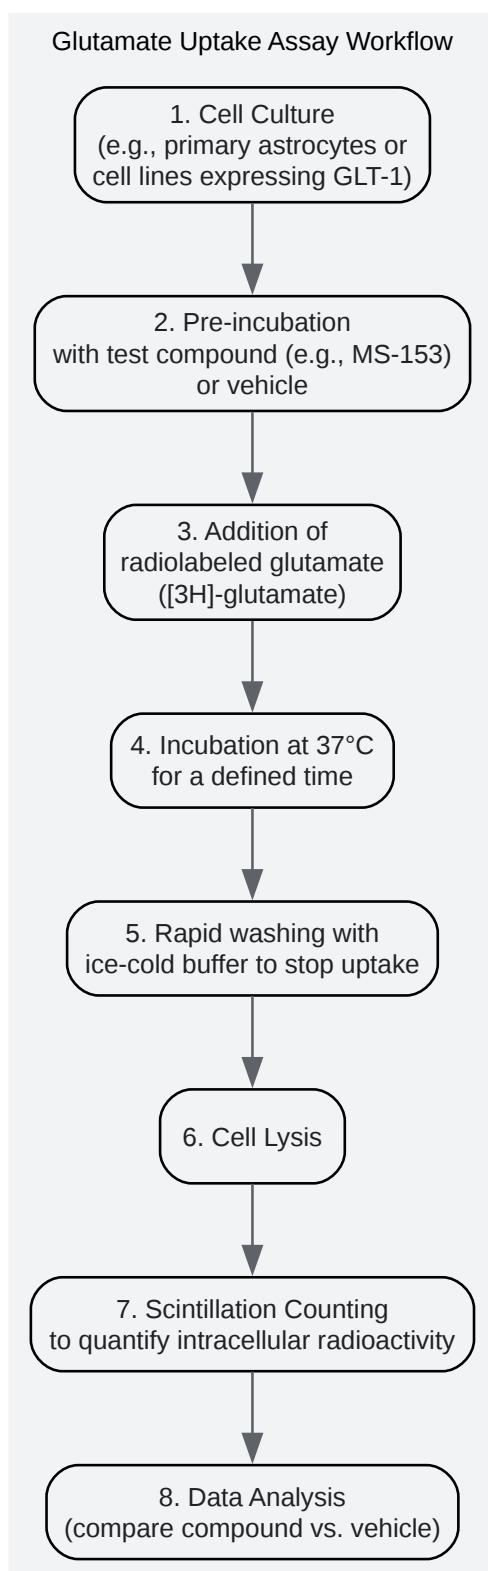 Glutamate Uptake Assay Workflow
1. Cell Culture
(e.g., primary astrocytes or
cell lines expressing GLT-1)
2. Pre-incubation
with test compound (e.g., MS-153)
or vehicle
3. Addition of
radiolabeled glutamate
([3H]-glutamate)
4. Incubation at 37°C
for a defined time
5. Rapid washing with
ice-cold buffer to stop uptake
6. Cell Lysis
7. Scintillation Counting
to quantify intracellular radioactivity
8. Data Analysis
(compare compound vs. vehicle)